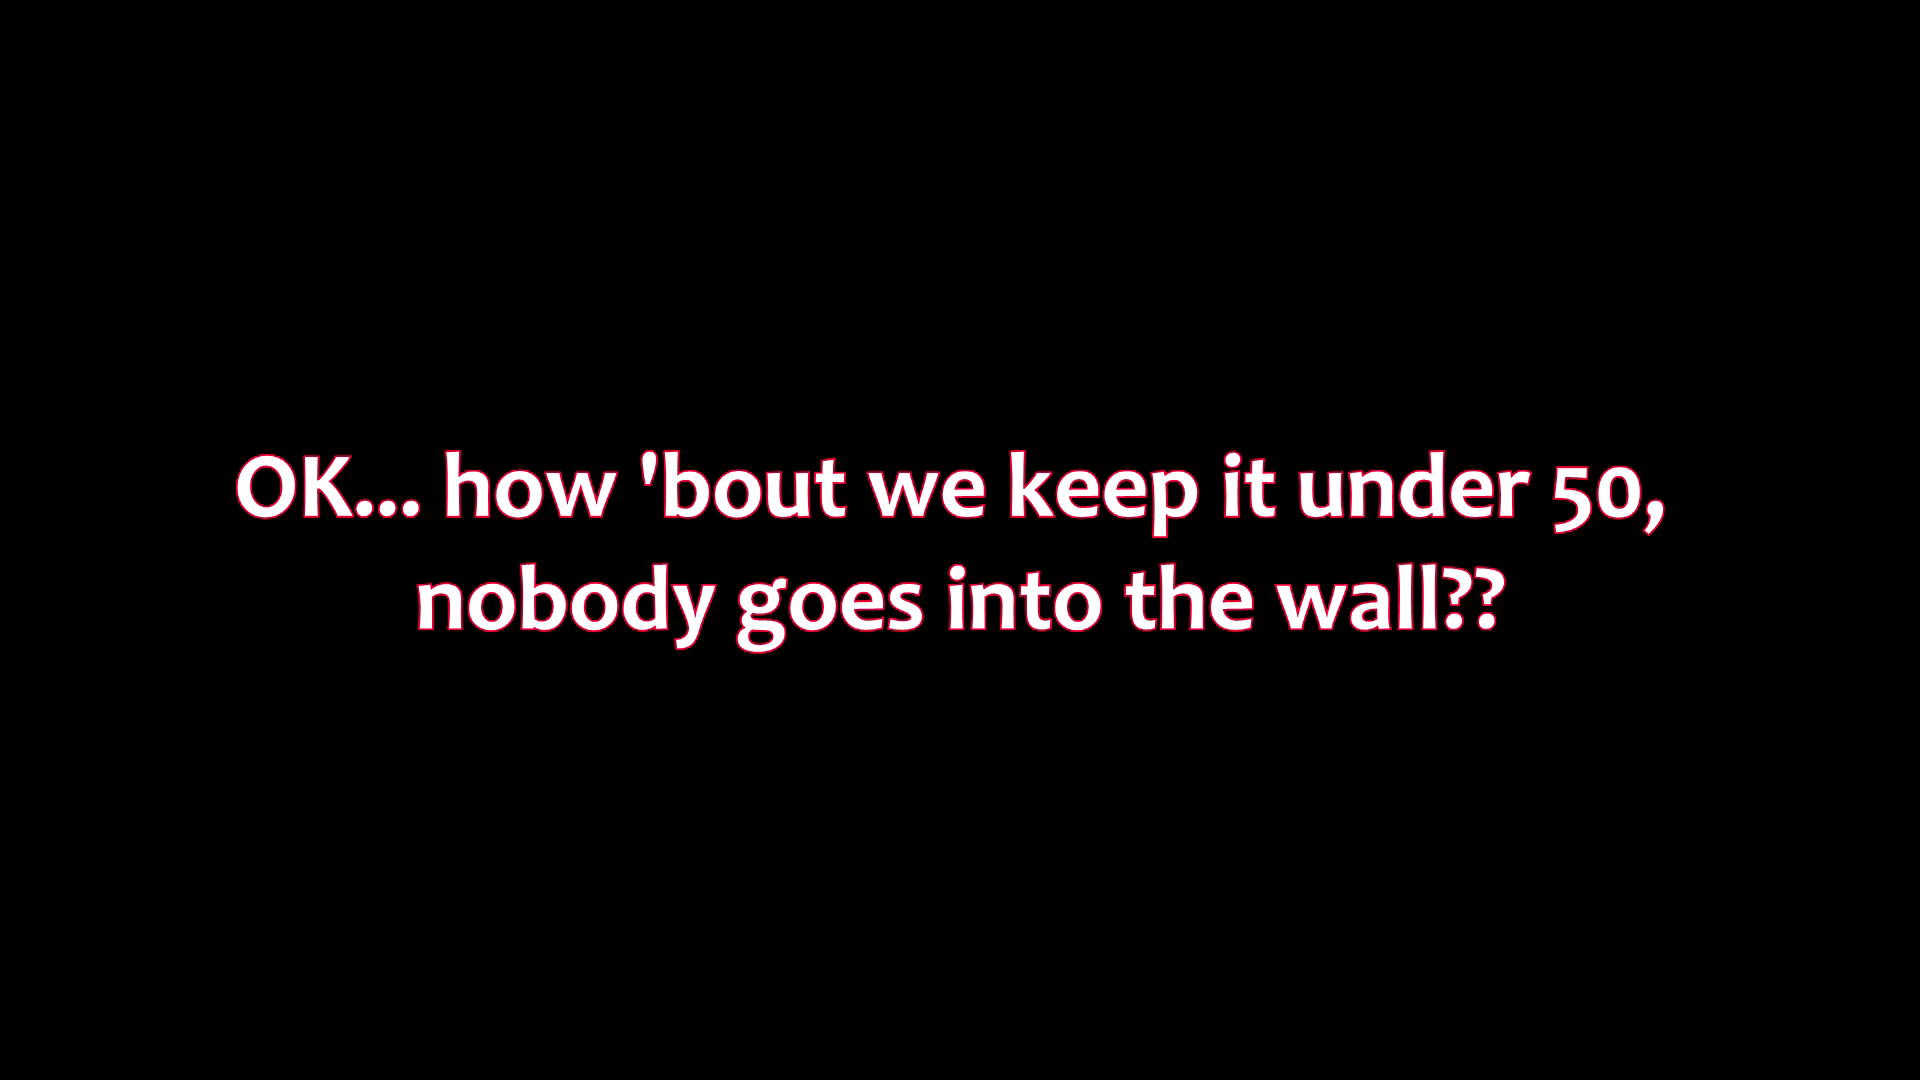 OK... how 'bout we keep it under 50,
nobody goes into the wall??